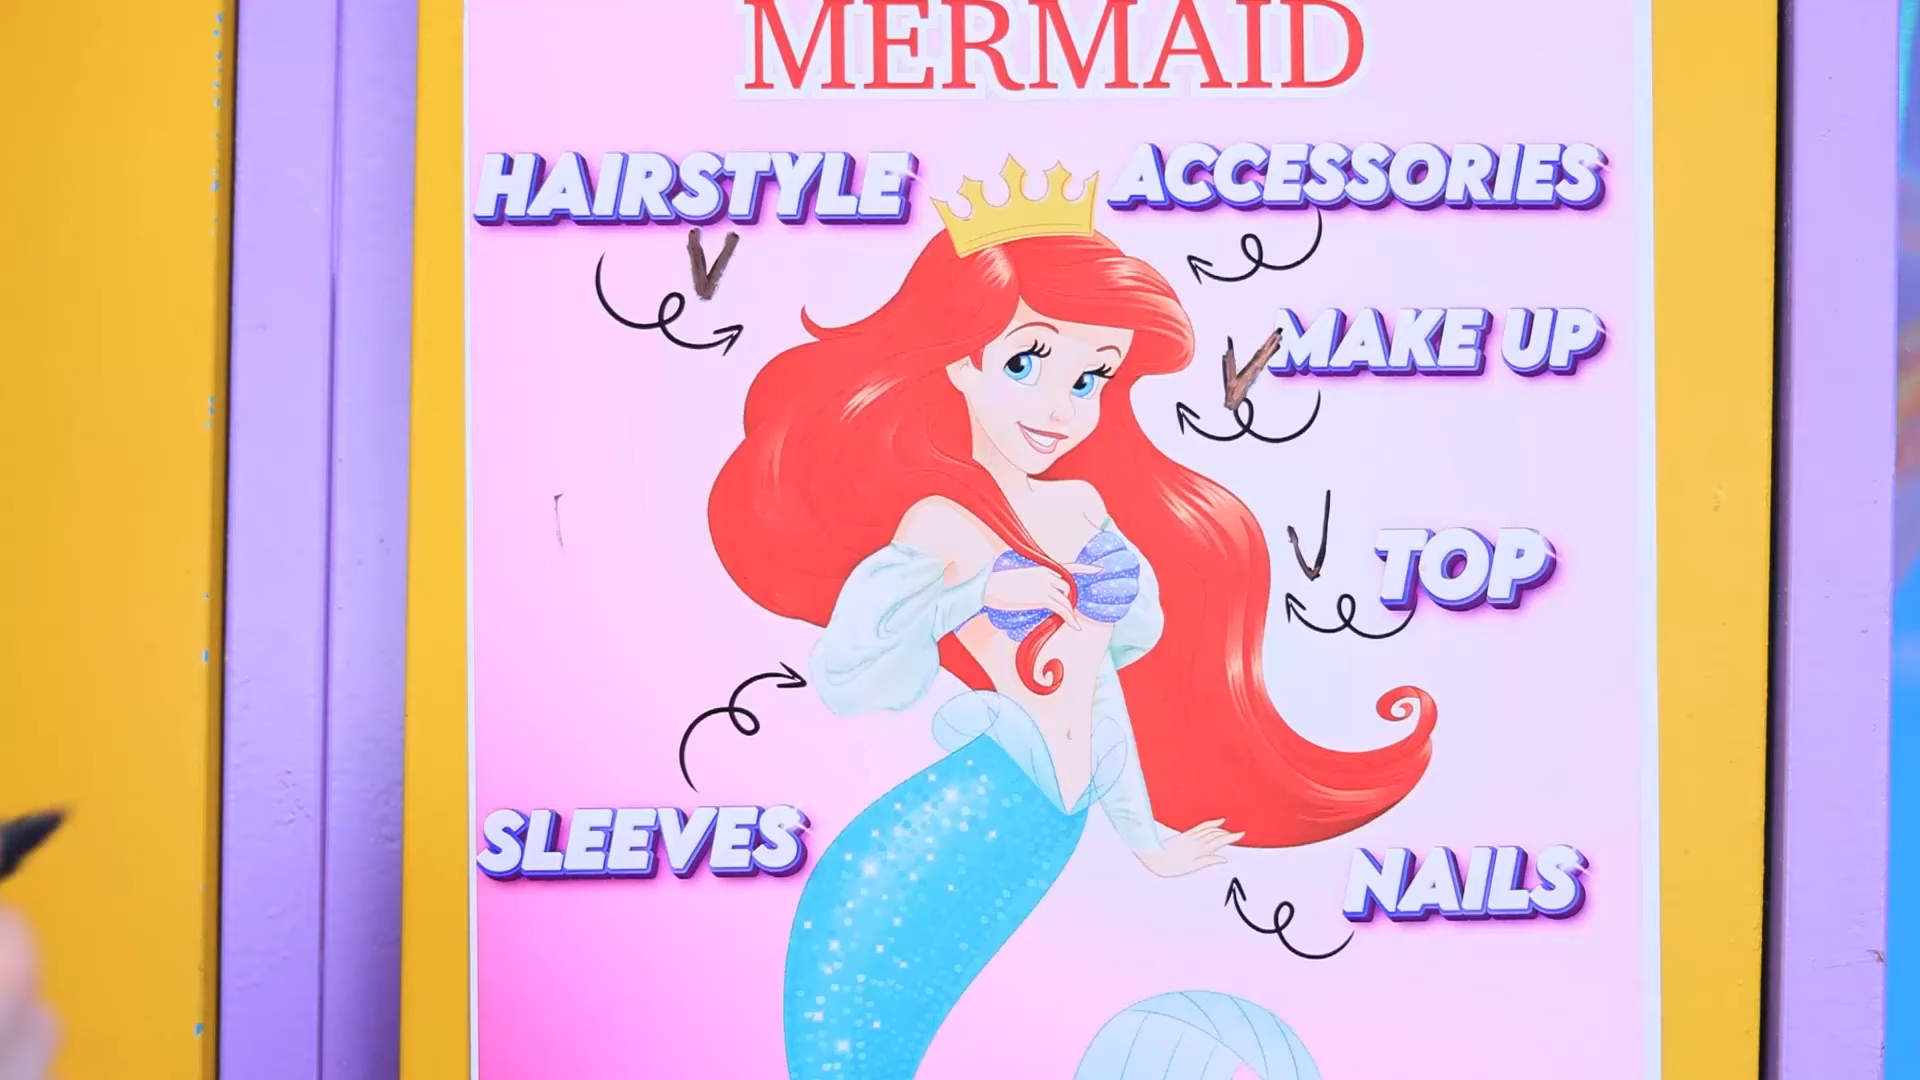 MERMAID
HAIRSTYLE
ACCESSORIES
MAKE UP
TOP
SLEEVES
NAILS